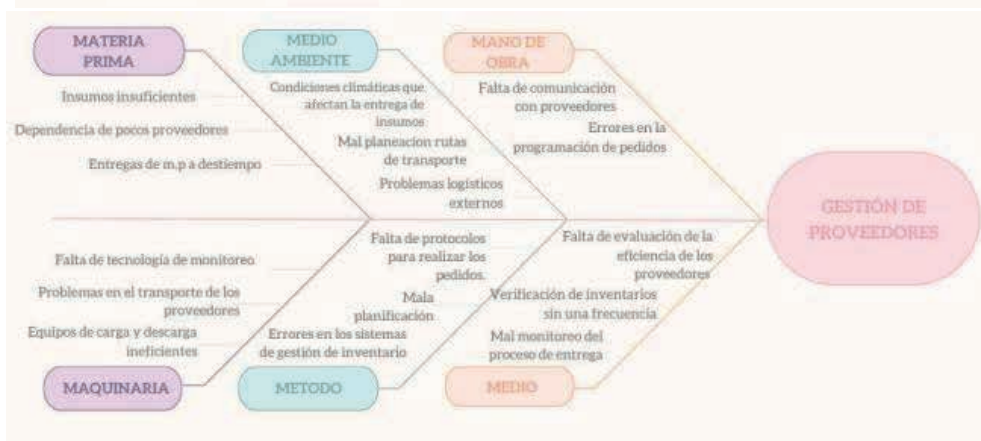 MATERIA
PRIMA
Insumos insuficientes
Dependencia de pocos proveedores
Entregas de m.p a destiempo
MEDIO
AMBIENTE
Condiciones climáticas que
afectan la entrega de
insumos
Mal planeacion rutas
de transporte
Problemas logísticos
externos
MANO DE
OBRA
Falta de comunicación
con proveedores
Errores en la
programación de pedidos
GESTIÓN DE
PROVEEDORES
Falta de tecnología de monitoreo
Problemas en el transporte de los
proveedores
Equipos de carga y descarga
ineficientes
MAQUINARIA
Falta de protocolos
para realizar los
pedidos.
Mala
planificación
Errores en los sistemas
de gestión de inventario
METODO
Falta de evaluación de la
eficiencia de los
proveedores
Verificación de inventarios
sin una frecuencia
Mal monitoreo del
proceso de entrega
MEDIO